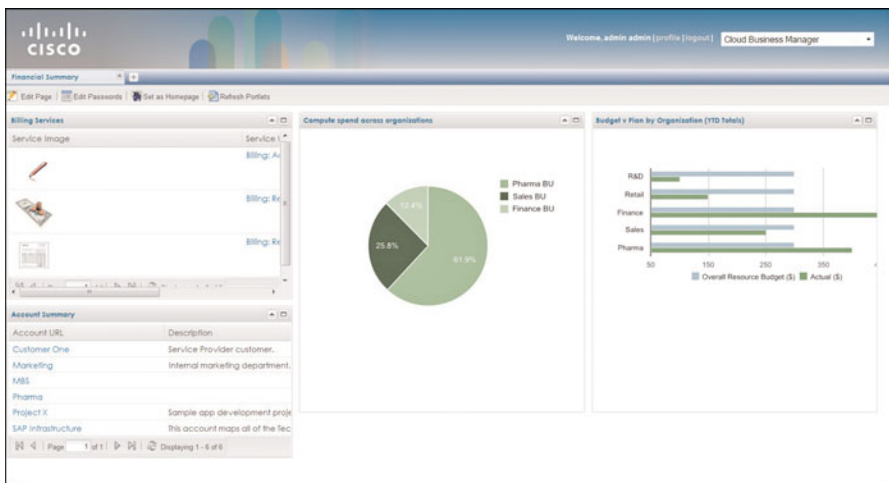 CISCO
Welcome, admin admin | profile | logout |
Cloud Business Manager
Financial Summary
Edit Page | Edit Passwords | Set as Homepage | Refresh Portlets
Billing Services
Service Image
Billing: A
Billing: Re
Billing: Re
Compute spend across organizations
12.4%
25.8%
61.9%
Pharma BU
Sales BU
Finance BU
Budget v Plan by Organization (YTD Totals)
R&D
Retail
Finance
Sales
Pharma
50 150 250 350
Overall Resource Budget ($) Actual ($)
Account Summary
Account URL Description
Customer One Service Provider customer.
Marketing Internal marketing department.
MBS
Pharma
Project X Sample app development proje
SAP Infrastructure This account maps all of the Tec
Page 1 of 1 Displaying 1 - 6 of 6